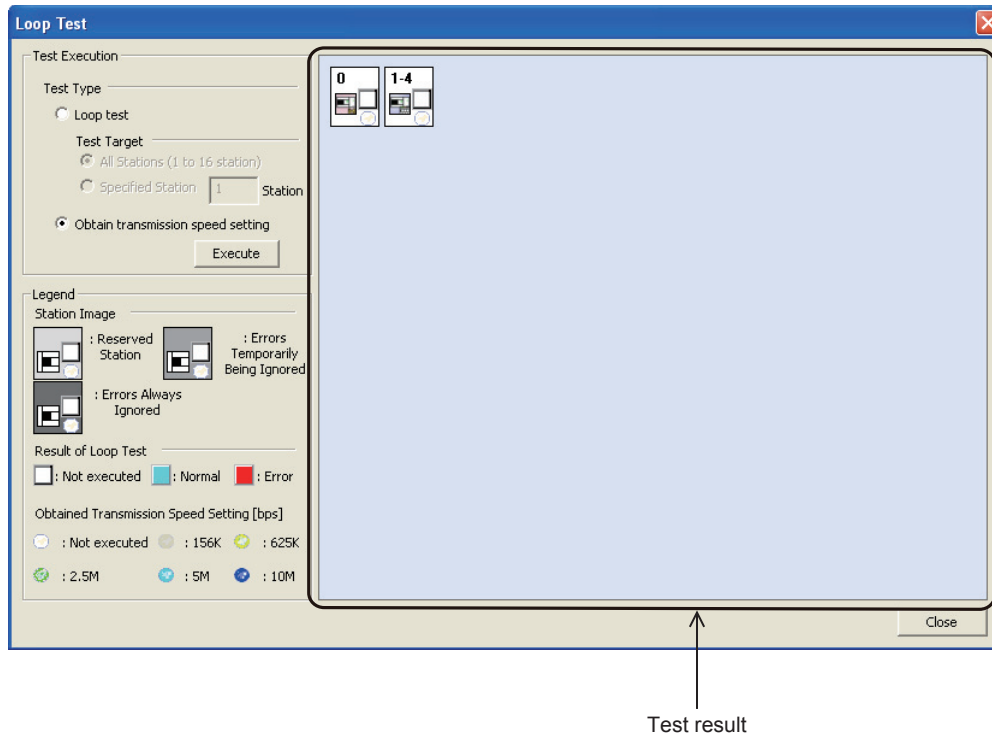 Loop Test
Test Execution
Test Type
Loop test
Test Target
All Stations (1 to 16 station)
Specified Station 1 Station
Obtain transmission speed setting
Execute
Legend
Station Image
: Reserved Station
: Errors Temporarily Being Ignored
: Errors Always Ignored
Result of Loop Test
: Not executed : Normal : Error
Obtained Transmission Speed Setting [bps]
: Not executed : 156K : 625K
: 2.5M : 5M : 10M
0 1-4
Close
Test result